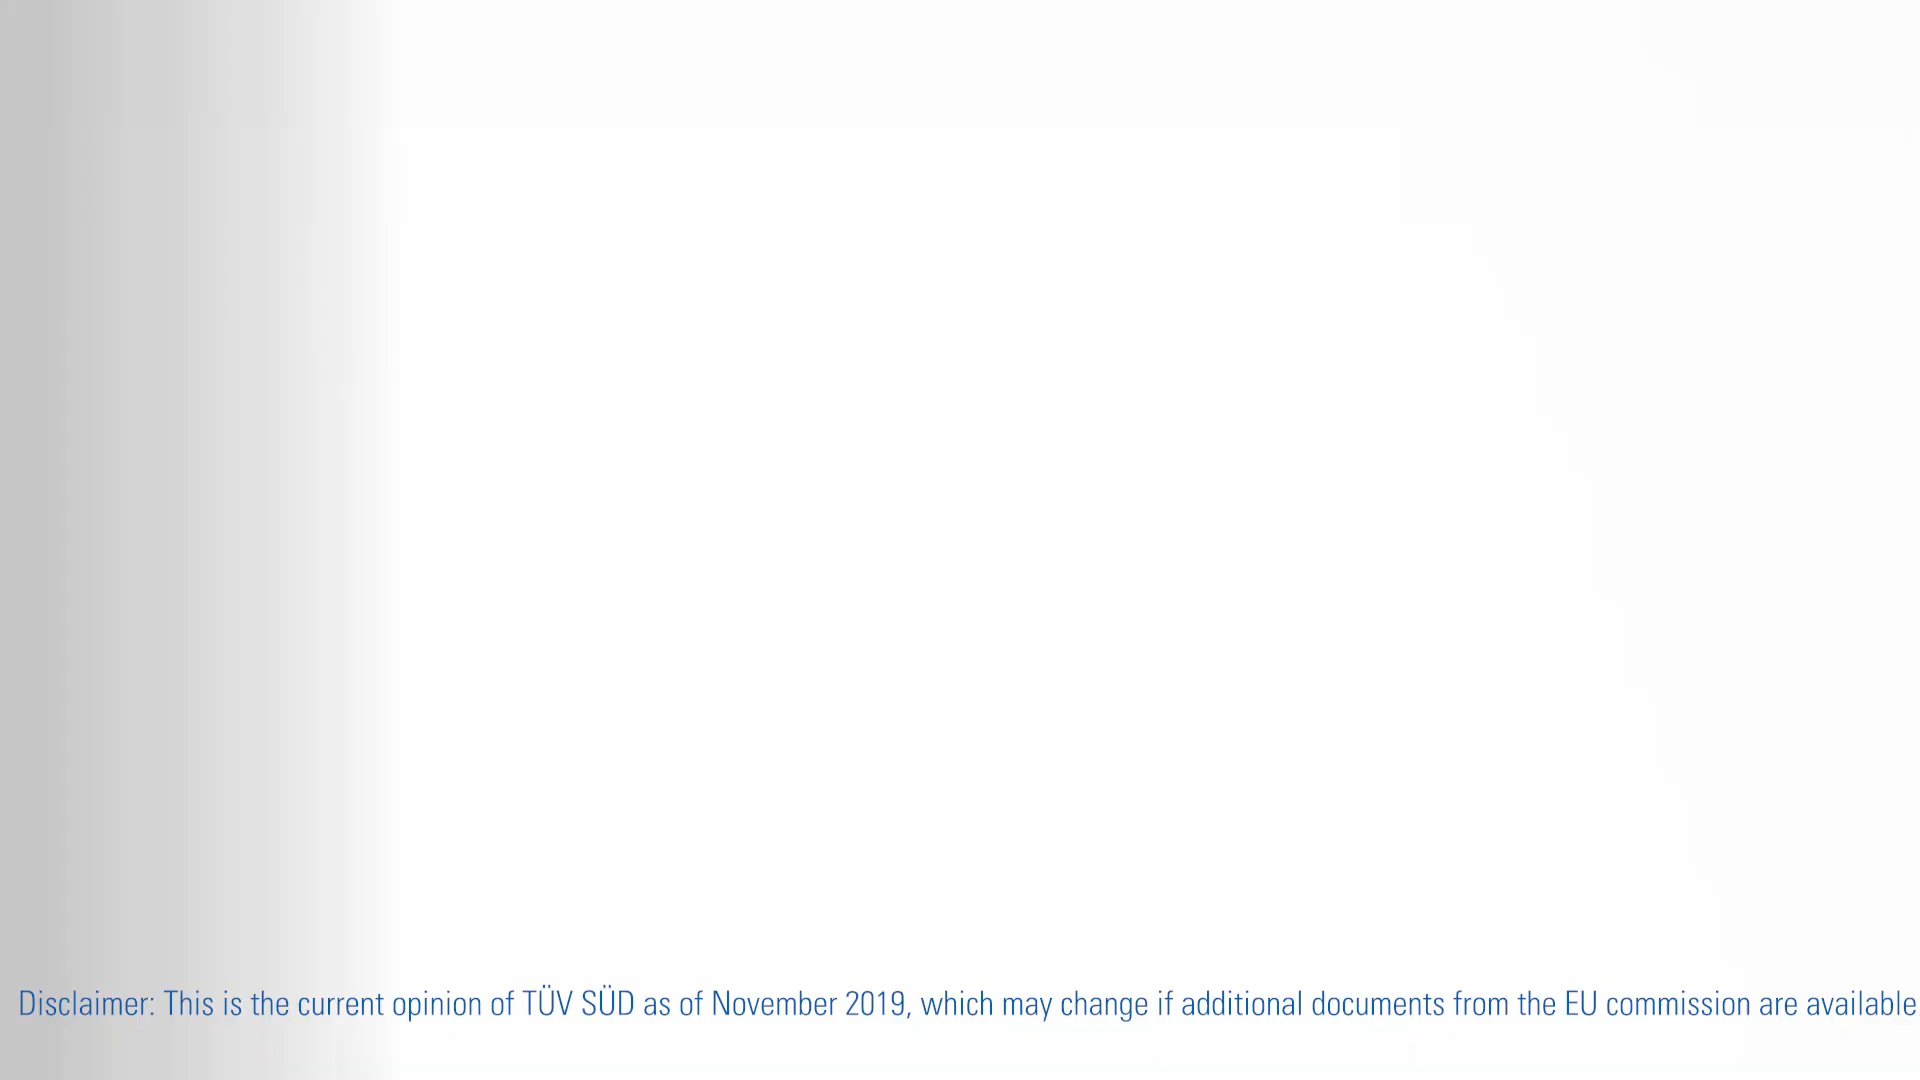 Disclaimer: This is the current opinion of TÜV SÜD as of November 2019, which may change if additional documents from the EU commission are available